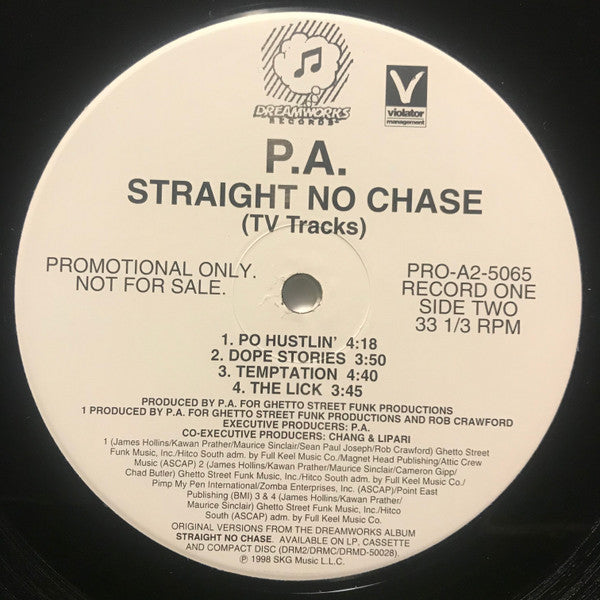 DREAMWORKS
RECORDS
V
violator
management
P.A.
STRAIGHT NO CHASE
(TV Tracks)
PROMOTIONAL ONLY.
NOT FOR SALE.
PRO-A2-5065
RECORD ONE
SIDE TWO
33 1/3 RPM
1. PO HUSTLIN' 4:18
2. DOPE STORIES 3:50
3. TEMPTATION 4:40
4. THE LICK 3:45
PRODUCED BY P.A. FOR GHETTO STREET FUNK PRODUCTIONS
1 PRODUCED BY P.A. FOR GHETTO STREET FUNK PRODUCTIONS AND ROB CRAWFORD
EXECUTIVE PRODUCERS: P.A.
CO-EXECUTIVE PRODUCERS: CHANG & LIPARI
1 (James Hollins/Kawan Prather/Maurice Sinclair/Sean Paul Joseph/Rob Crawford) Ghetto Street
Funk Music, Inc./Hitco South adm. by Full Keel Music Co./Magnet Head Publishing/Attic Crew
Music (ASCAP) 2 (James Hollins/Kawan Prather/Maurice Sinclair/Cameron Gipp/
Chad Butler) Ghetto Street Funk Music, Inc./Hitco South adm. by Full Keel Music Co./
Pimp My Pen International/Zomba Enterprises, Inc. (ASCAP)/Point East
Publishing (BMI) 3 & 4 (James Hollins/Kawan Prather/
Maurice Sinclair) Ghetto Street Funk Music, Inc./Hitco
South (ASCAP) adm. by Full Keel Music Co.
ORIGINAL VERSIONS FROM THE DREAMWORKS ALBUM
STRAIGHT NO CHASE. AVAILABLE ON LP, CASSETTE
AND COMPACT DISC (DRM2/DRMC/DRMD-50028).
℗ 1998 SKG Music L.L.C.